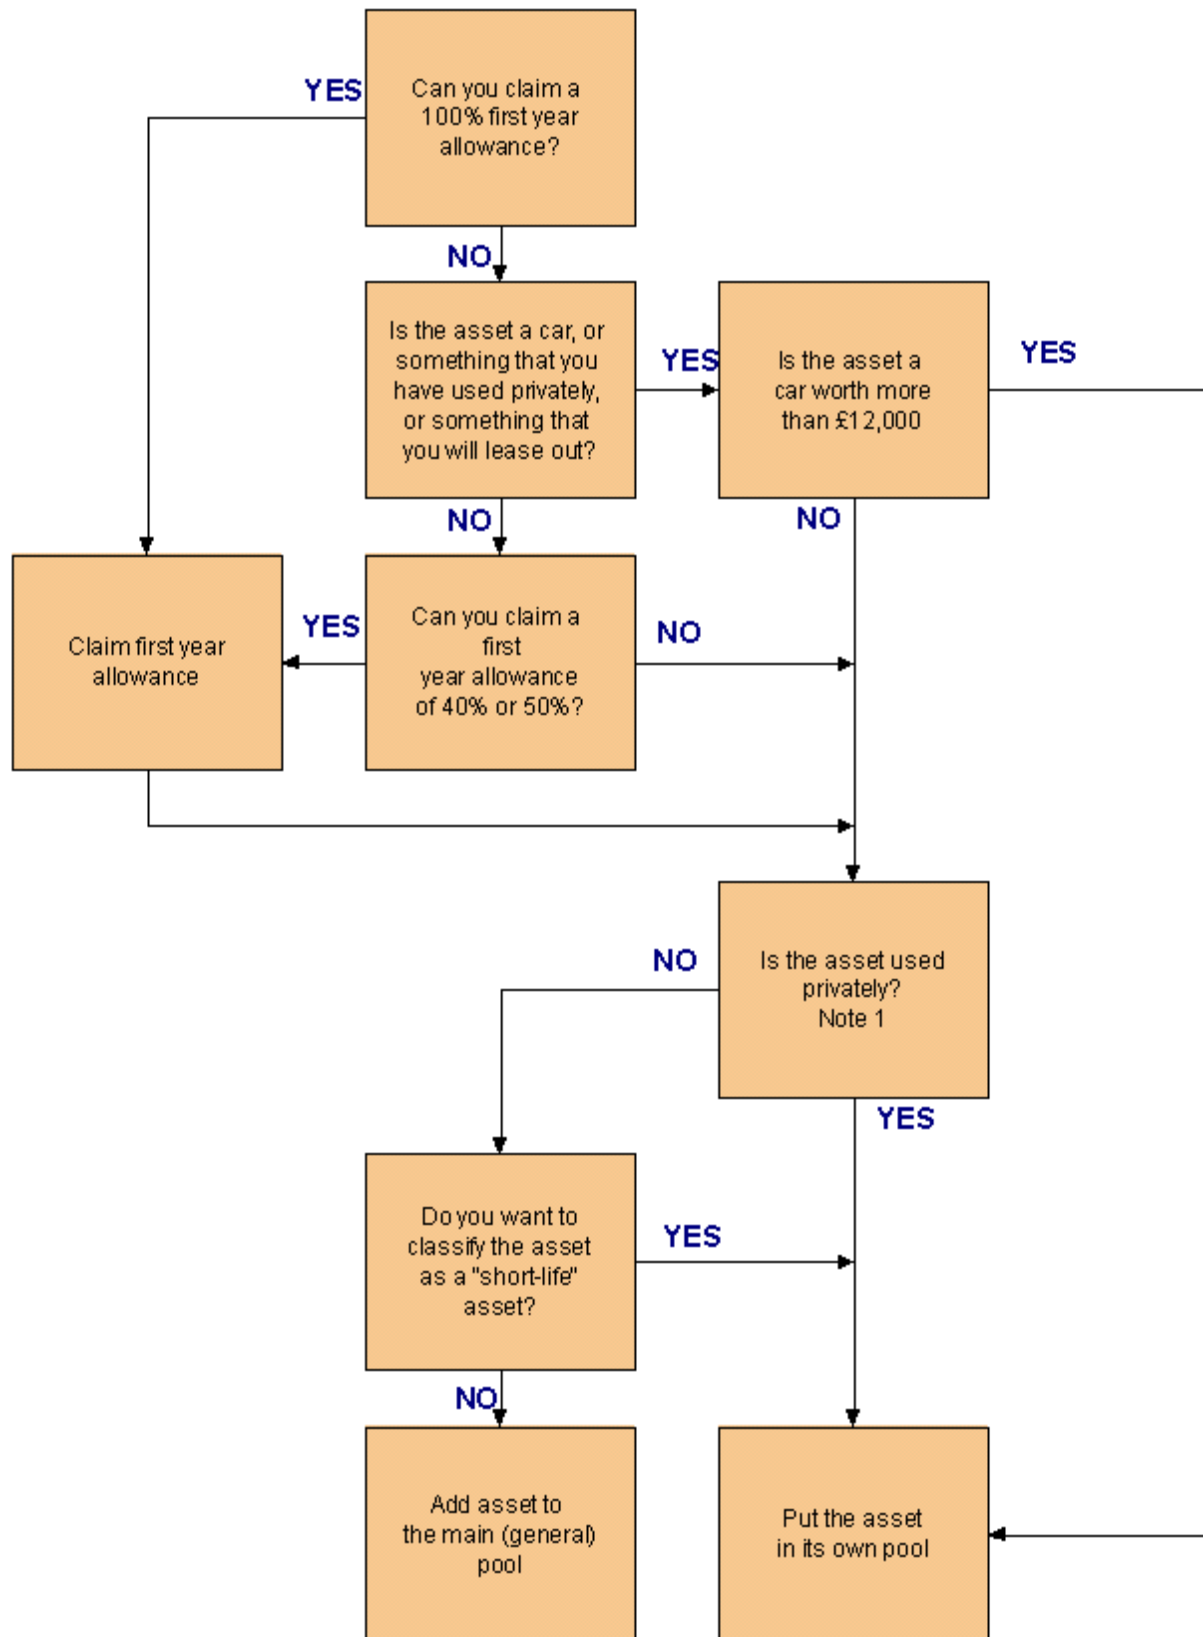 Can you claim a
100% first year
allowance?
YES
NO
Is the asset a car, or
something that you
have used privately,
or something that
you will lease out?
YES
Is the asset a
car worth more
than £12,000
YES
NO
NO
Claim first year
allowance
YES
Can you claim a
first
year allowance
of 40% or 50%?
NO
Is the asset used
privately?
Note 1
NO
YES
Do you want to
classify the asset
as a "short-life"
asset?
YES
NO
Add asset to
the main (general)
pool
Put the asset
in its own pool